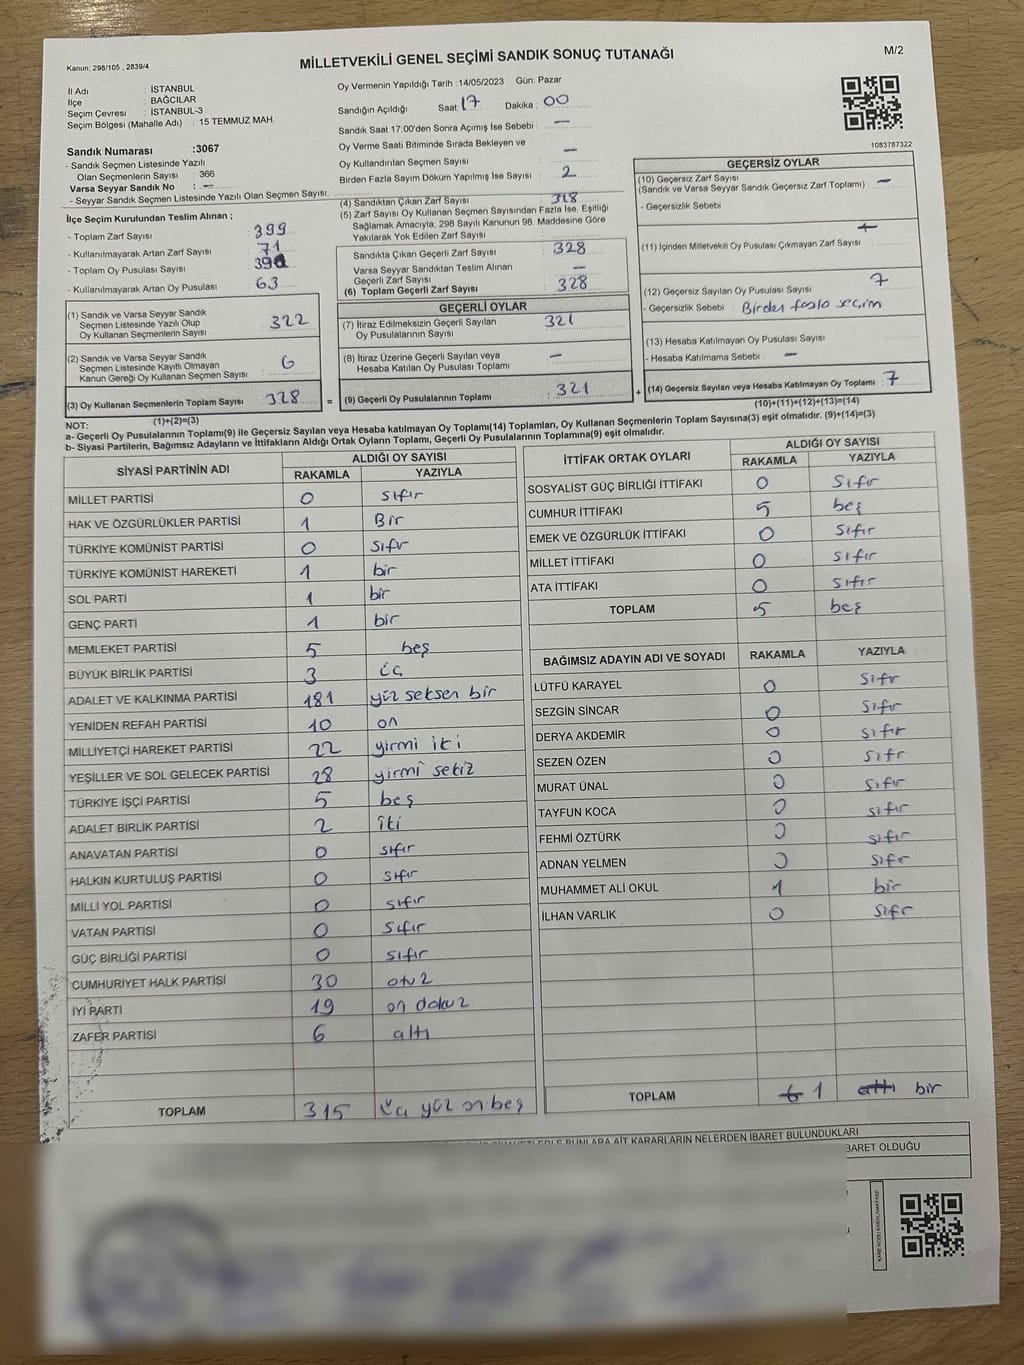 MİLLETVEKİLİ GENEL SEÇİMİ SANDIK SONUÇ TUTANAĞI
M/2
Kanun: 298/105 , 2839/4
İl Adı : İSTANBUL
İlçe : BAĞCILAR
Seçim Çevresi : İSTANBUL-3
Seçim Bölgesi (Mahalle Adı) : 15 TEMMUZ MAH.
Sandık Numarası :3067
- Sandık Seçmen Listesinde Yazılı
Olan Seçmenlerin Sayısı : 366
Varsa Seyyar Sandık No : —
- Seyyar Sandık Seçmen Listesinde Yazılı Olan Seçmen Sayısı:
İlçe Seçim Kurulundan Teslim Alınan ;
- Toplam Zarf Sayısı : 399
- Kullanılmayarak Artan Zarf Sayısı : 71
- Toplam Oy Pusulası Sayısı :
- Kullanılmayarak Artan Oy Pusulası : 63
(1) Sandık ve Varsa Seyyar Sandık
Seçmen Listesinde Yazılı Olup
Oy Kullanan Seçmenlerin Sayısı : 322
(2) Sandık ve Varsa Seyyar Sandık
Seçmen Listesinde Kayıtlı Olmayan
Kanun Gereği Oy Kullanan Seçmen Sayısı : 6
(3) Oy Kullanan Seçmenlerin Toplam Sayısı : 328
(1)+(2)=(3)
Oy Vermenin Yapıldığı Tarih :14/05/2023 Gün: Pazar
Sandığın Açıldığı Saat: 17 Dakika : 00
Sandık Saat 17:00'den Sonra Açımış İse Sebebi : —
Oy Verme Saati Bitiminde Sırada Bekleyen ve
Oy Kullandırılan Seçmen Sayısı : —
Birden Fazla Sayım Döküm Yapılmış İse Sayısı : 2
(4) Sandıktan Çıkan Zarf Sayısı : 328
(5) Zarf Sayısı Oy Kullanan Seçmen Sayısından Fazla İse, Eşitliği
Sağlamak Amacıyla, 298 Sayılı Kanunun 98. Maddesine Göre
Yakılarak Yok Edilen Zarf Sayısı :
Sandıkta Çıkan Geçerli Zarf Sayısı : 328
Varsa Seyyar Sandıktan Teslim Alınan
Geçerli Zarf Sayısı : —
(6) Toplam Geçerli Zarf Sayısı : 328
GEÇERLİ OYLAR
(7) İtiraz Edilmeksizin Geçerli Sayılan
Oy Pusulalarının Sayısı : 321
(8) İtiraz Üzerine Geçerli Sayılan veya
Hesaba Katılan Oy Pusulası Toplamı : —
= (9) Geçerli Oy Pusulalarının Toplamı : 321 +
1083787322
GEÇERSİZ OYLAR
(10) Geçersiz Zarf Sayısı : —
(Sandık ve Varsa Seyyar Sandık Geçersiz Zarf Toplamı)
- Geçersizlik Sebebi :
(11) İçinden Milletvekili Oy Pusulası Çıkmayan Zarf Sayısı :
(12) Geçersiz Sayılan Oy Pusulası Sayısı : 7
- Geçersizlik Sebebi : Birden fazla seçim
(13) Hesaba Katılmayan Oy Pusulası Sayısı :
- Hesaba Katılmama Sebebi : —
(14) Geçersiz Sayılan veya Hesaba Katılmayan Oy Toplamı : 7
(10)+(11)+(12)+(13)=(14)
NOT:
a- Geçerli Oy Pusulalarının Toplamı(9) ile Geçersiz Sayılan veya Hesaba katılmayan Oy Toplamı(14) Toplamları, Oy Kullanan Seçmenlerin Toplam Sayısına(3) eşit olmalıdır. (9)+(14)=(3)
b- Siyasi Partilerin, Bağımsız Adayların ve İttifakların Aldığı Ortak Oyların Toplamı, Geçerli Oy Pusulalarının Toplamına(9) eşit olmalıdır.
SİYASİ PARTİNİN ADI ALDIĞI OY SAYISI
RAKAMLA YAZIYLA
MİLLET PARTİSİ 0 sıfır
HAK VE ÖZGÜRLÜKLER PARTİSİ 1 Bir
TÜRKİYE KOMÜNİST PARTİSİ 0 sıfır
TÜRKİYE KOMÜNİST HAREKETİ 1 bir
SOL PARTİ 1 bir
GENÇ PARTİ 1 bir
MEMLEKET PARTİSİ 5 beş
BÜYÜK BİRLİK PARTİSİ 3 üç
ADALET VE KALKINMA PARTİSİ 181 yüz seksen bir
YENİDEN REFAH PARTİSİ 10 on
MİLLİYETÇİ HAREKET PARTİSİ 22 yirmi iki
YEŞİLLER VE SOL GELECEK PARTİSİ 28 yirmi sekiz
TÜRKİYE İŞÇİ PARTİSİ 5 beş
ADALET BİRLİK PARTİSİ 2 iki
ANAVATAN PARTİSİ 0 sıfır
HALKIN KURTULUŞ PARTİSİ 0 sıfır
MİLLİ YOL PARTİSİ 0 sıfır
VATAN PARTİSİ 0 sıfır
GÜÇ BİRLİĞİ PARTİSİ 0 sıfır
CUMHURİYET HALK PARTİSİ 30 otuz
İYİ PARTİ 19 on dokuz
ZAFER PARTİSİ 6 altı
TOPLAM 315 üç yüz on beş
İTTİFAK ORTAK OYLARI ALDIĞI OY SAYISI
RAKAMLA YAZIYLA
SOSYALİST GÜÇ BİRLİĞİ İTTİFAKI 0 sıfır
CUMHUR İTTİFAKI 5 beş
EMEK VE ÖZGÜRLÜK İTTİFAKI 0 sıfır
MİLLET İTTİFAKI 0 sıfır
ATA İTTİFAKI 0 sıfır
TOPLAM 5 beş
BAĞIMSIZ ADAYIN ADI VE SOYADI RAKAMLA YAZIYLA
LÜTFÜ KARAYEL 0 sıfır
SEZGİN SİNCAR 0 sıfır
DERYA AKDEMİR 0 sıfır
SEZEN ÖZEN 0 sıfır
MURAT ÜNAL 0 sıfır
TAYFUN KOCA 0 sıfır
FEHMİ ÖZTÜRK 0 sıfır
ADNAN YELMEN 0 sıfır
MUHAMMET ALİ OKUL 1 bir
İLHAN VARLIK 0 sıfır
TOPLAM 6 1 altı bir
BUNLARA AİT KARARLARIN NELERDEN İBARET BULUNDUKLARI
İBARET OLDUĞU